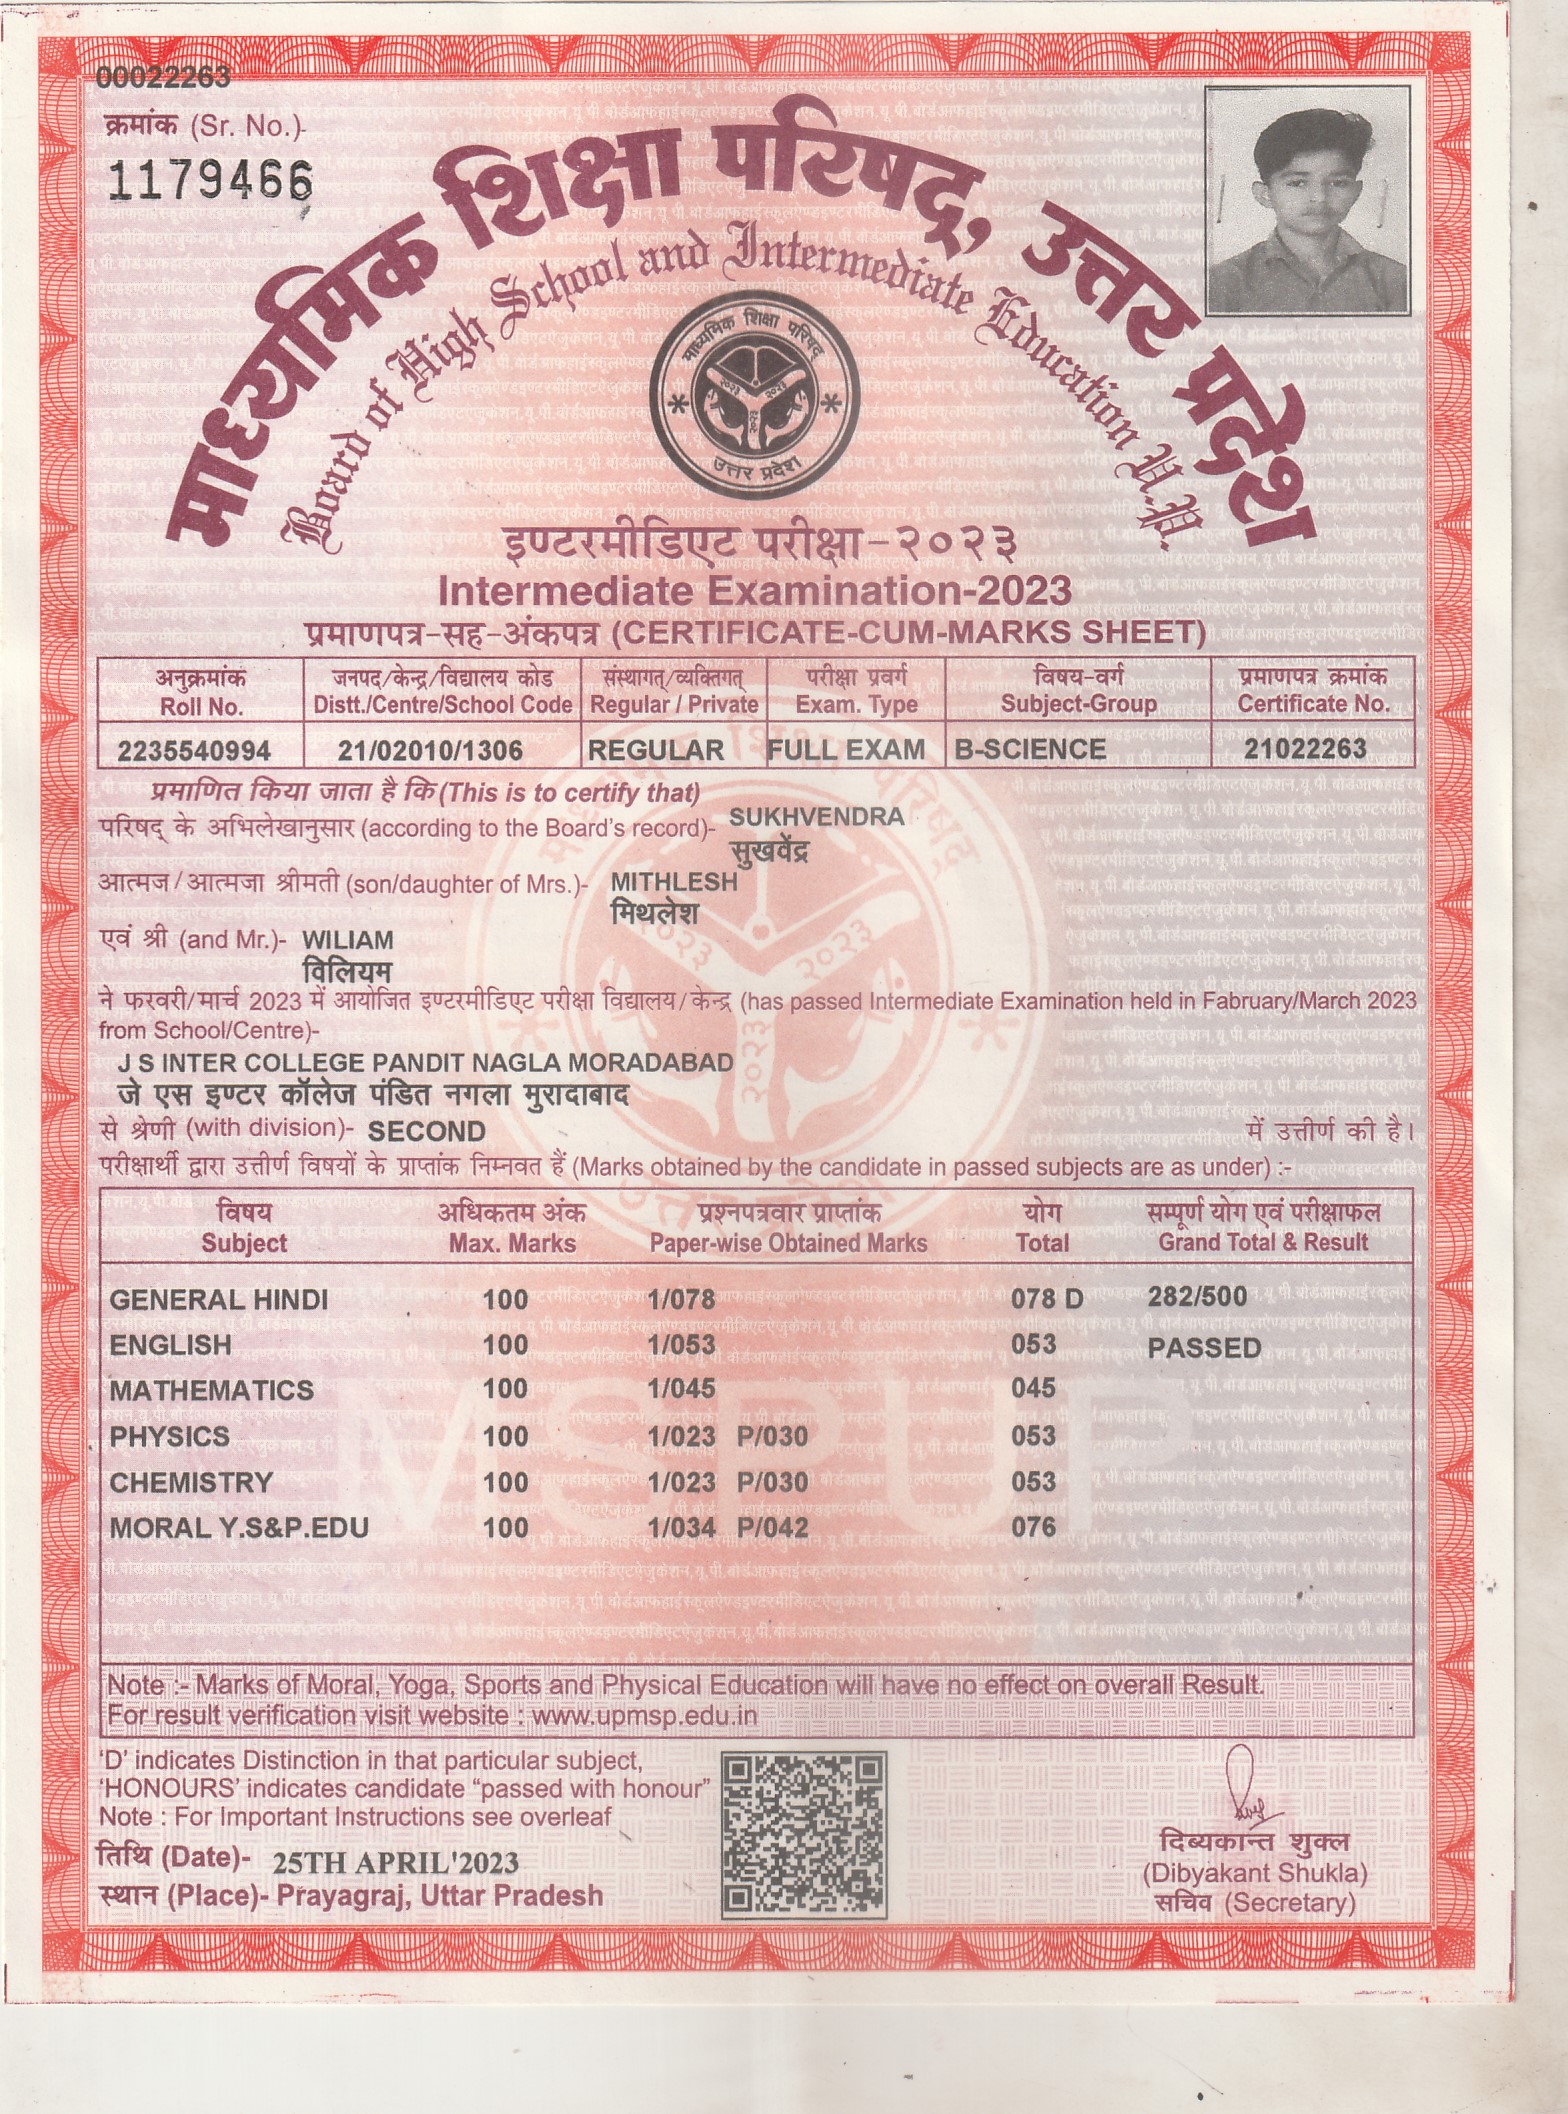 00022263
क्रमांक (Sr. No.)-
1179466
माध्यमिक शिक्षा परिषद्, उत्तर प्रदेश
Board of High School and Intermediate Education U.P.
माध्यमिक शिक्षा परिषद्
२०२३ २०२३
२०२३
उत्तर प्रदेश
इण्टरमीडिएट परीक्षा-२०२३
Intermediate Examination-2023
प्रमाणपत्र-सह-अंकपत्र (CERTIFICATE-CUM-MARKS SHEET)
अनुक्रमांक जनपद/केन्द्र/विद्यालय कोड संस्थागत्/व्यक्तिगत् परीक्षा प्रवर्ग विषय-वर्ग प्रमाणपत्र क्रमांक
Roll No. Distt./Centre/School Code Regular / Private Exam. Type Subject-Group Certificate No.
2235540994 21/02010/1306 REGULAR FULL EXAM B-SCIENCE 21022263
प्रमाणित किया जाता है कि (This is to certify that)
परिषद् के अभिलेखानुसार (according to the Board's record)- SUKHVENDRA
सुखवेंद्र
आत्मज/आत्मजा श्रीमती (son/daughter of Mrs.)- MITHLESH
मिथलेश
एवं श्री (and Mr.)- WILIAM
विलियम
ने फरवरी/मार्च 2023 में आयोजित इण्टरमीडिएट परीक्षा विद्यालय/केन्द्र (has passed Intermediate Examination held in Fabruary/March 2023
from School/Centre)-
J S INTER COLLEGE PANDIT NAGLA MORADABAD
जे एस इण्टर कॉलेज पंडित नगला मुरादाबाद
से श्रेणी (with division)- SECOND में उत्तीर्ण की है।
परीक्षार्थी द्वारा उत्तीर्ण विषयों के प्राप्तांक निम्नवत हैं (Marks obtained by the candidate in passed subjects are as under) :-
विषय अधिकतम अंक प्रश्नपत्रवार प्राप्तांक योग सम्पूर्ण योग एवं परीक्षाफल
Subject Max. Marks Paper-wise Obtained Marks Total Grand Total & Result
GENERAL HINDI 100 1/078 078 D 282/500
ENGLISH 100 1/053 053 PASSED
MATHEMATICS 100 1/045 045
PHYSICS 100 1/023 P/030 053
CHEMISTRY 100 1/023 P/030 053
MORAL Y.S&P.EDU 100 1/034 P/042 076
MSPUP
Note :- Marks of Moral, Yoga, Sports and Physical Education will have no effect on overall Result.
For result verification visit website : www.upmsp.edu.in
'D' indicates Distinction in that particular subject,
'HONOURS' indicates candidate "passed with honour"
Note : For Important Instructions see overleaf
तिथि (Date)- 25TH APRIL'2023
स्थान (Place)- Prayagraj, Uttar Pradesh
दिब्यकान्त शुक्ल
(Dibyakant Shukla)
सचिव (Secretary)